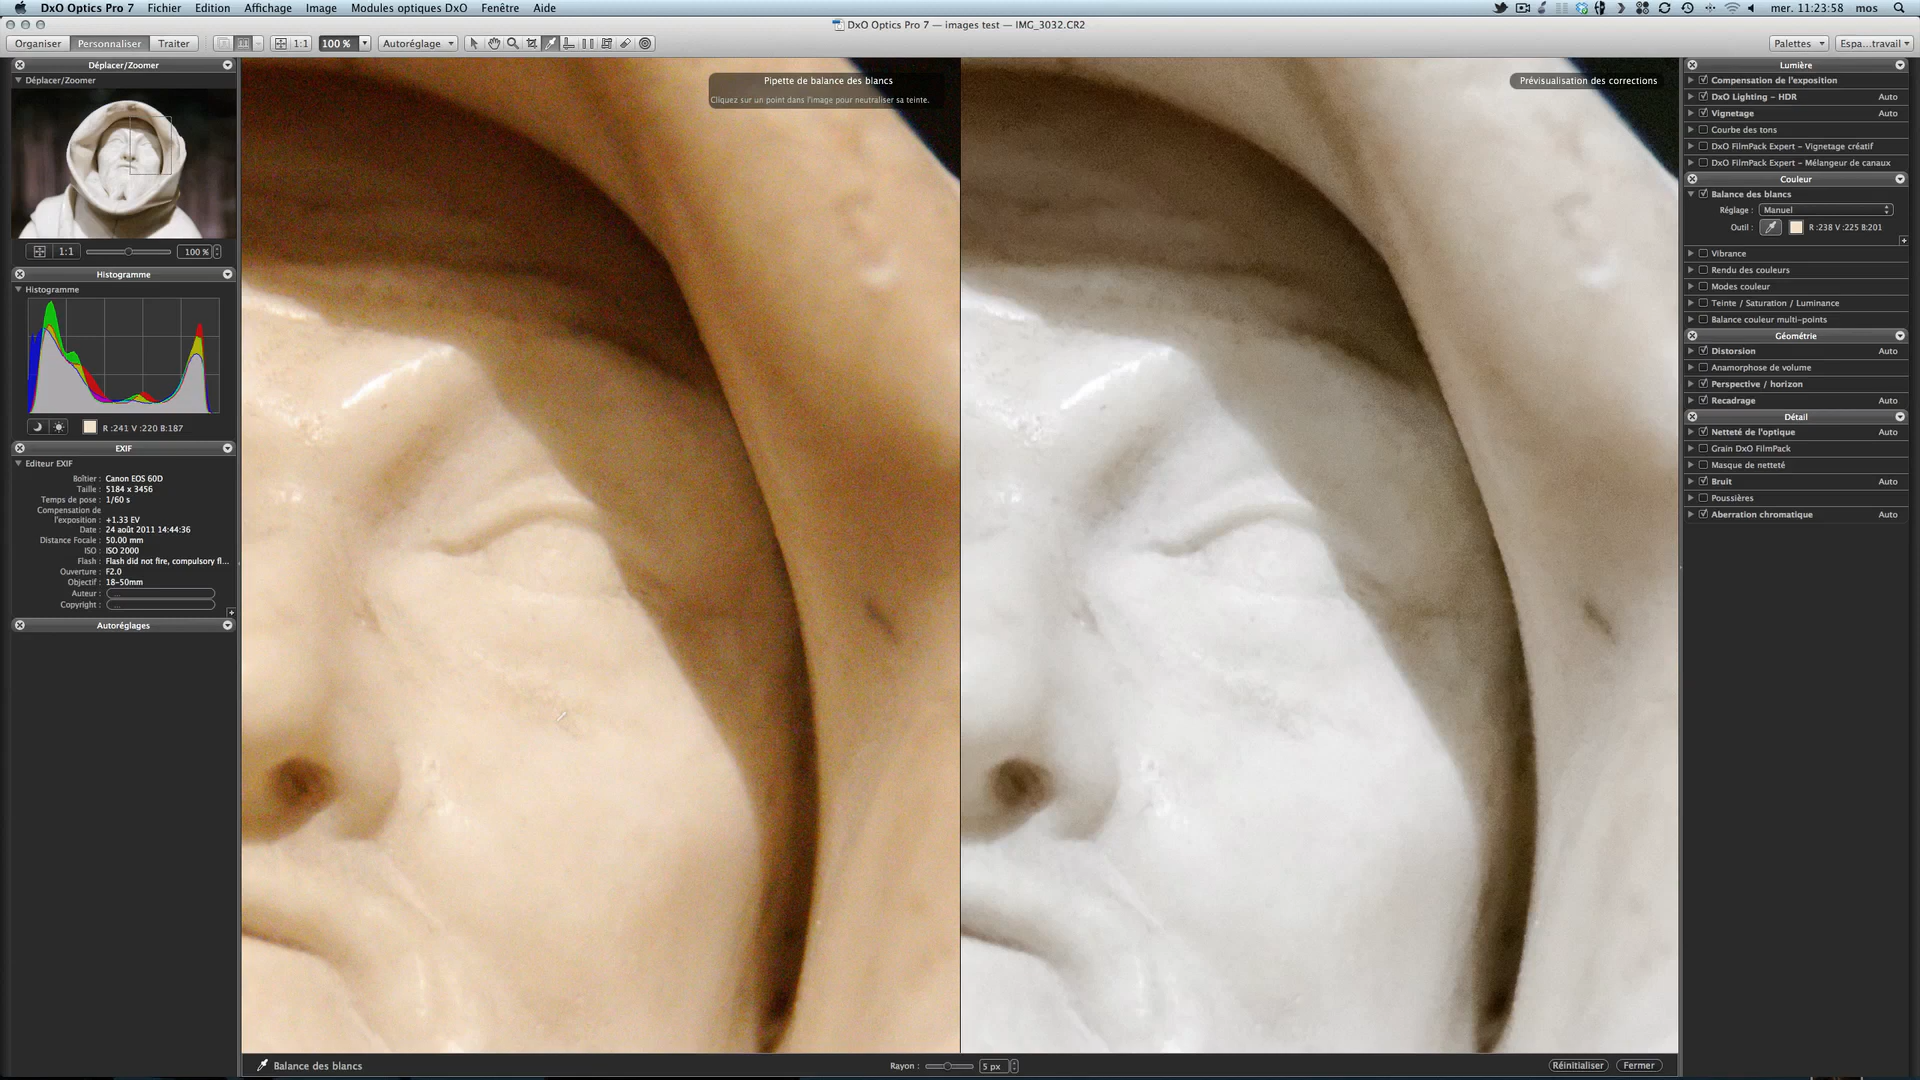 DxO Optics Pro 7 Fichier Edition Affichage Image Modules optiques DxO Fenêtre Aide
mer. 11:23:58 mos
DxO Optics Pro 7 — images test — IMG_3032.CR2
Organiser Personnaliser Traiter
1:1 100 % Autoréglage
Palettes Espa...travail
Déplacer/Zoomer
Déplacer/Zoomer
1:1 100 %
Histogramme
Histogramme
R :241 V :220 B:187
EXIF
Editeur EXIF
Boîtier : Canon EOS 60D
Taille : 5184 x 3456
Temps de pose : 1/60 s
Compensation de
l'exposition : +1.33 EV
Date : 24 août 2011 14:44:36
Distance Focale : 50.00 mm
ISO : ISO 2000
Flash : Flash did not fire, compulsory fl...
Ouverture : F2.0
Objectif : 18-50mm
Auteur : ...
Copyright : ...
Autoréglages
Pipette de balance des blancs
Cliquez sur un point dans l'image pour neutraliser sa teinte.
Prévisualisation des corrections
Balance des blancs
Rayon : 5 px
Réinitialiser Fermer
Lumière
Compensation de l'exposition
DxO Lighting - HDR Auto
Vignetage Auto
Courbe des tons
DxO FilmPack Expert - Vignetage créatif
DxO FilmPack Expert - Mélangeur de canaux
Couleur
Balance des blancs
Réglage : Manuel
Outil : R :238 V :225 B:201
Vibrance
Rendu des couleurs
Modes couleur
Teinte / Saturation / Luminance
Balance couleur multi-points
Géométrie
Distorsion Auto
Anamorphose de volume
Perspective / horizon
Recadrage Auto
Détail
Netteté de l'optique Auto
Grain DxO FilmPack
Masque de netteté
Bruit Auto
Poussières
Aberration chromatique Auto